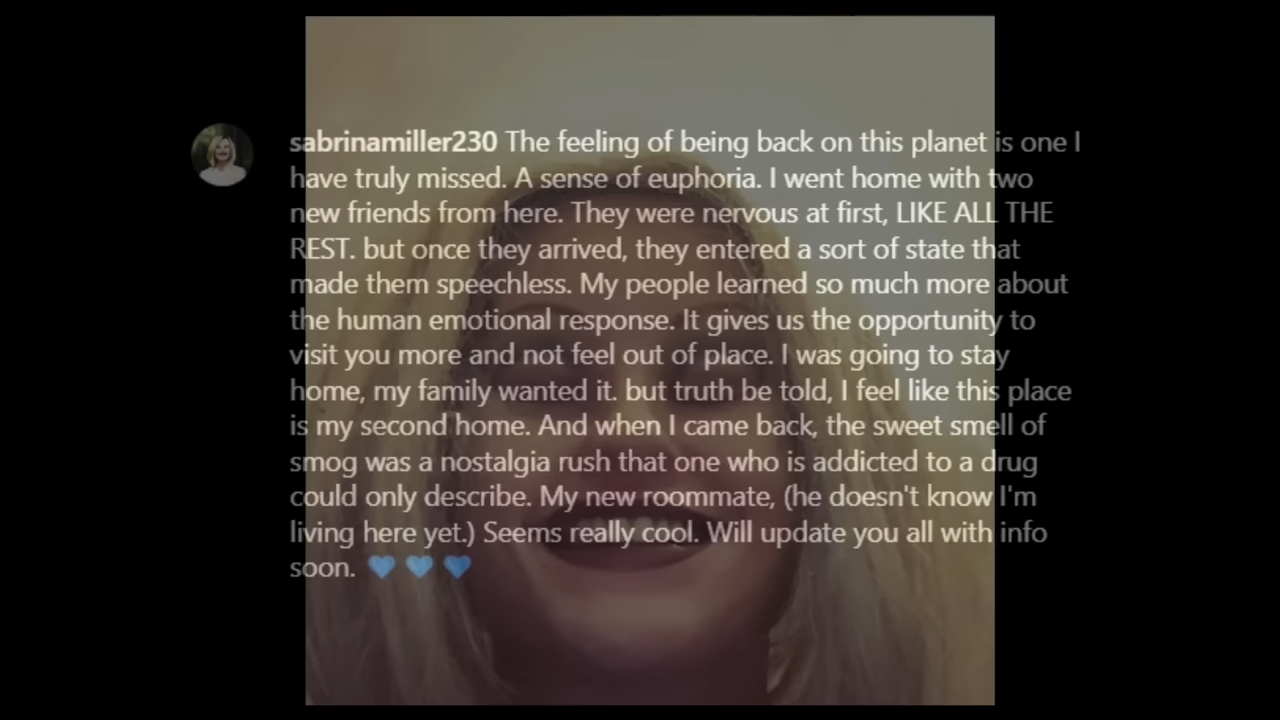 sabrinamiller230 The feeling of being back on this planet is one I
have truly missed. A sense of euphoria. I went home with two
new friends from here. They were nervous at first, LIKE ALL THE
REST. but once they arrived, they entered a sort of state that
made them speechless. My people learned so much more about
the human emotional response. It gives us the opportunity to
visit you more and not feel out of place. I was going to stay
home, my family wanted it. but truth be told, I feel like this place
is my second home. And when I came back, the sweet smell of
smog was a nostalgia rush that one who is addicted to a drug
could only describe. My new roommate, (he doesn't know I'm
living here yet.) Seems really cool. Will update you all with info
soon. 💙 💙 💙